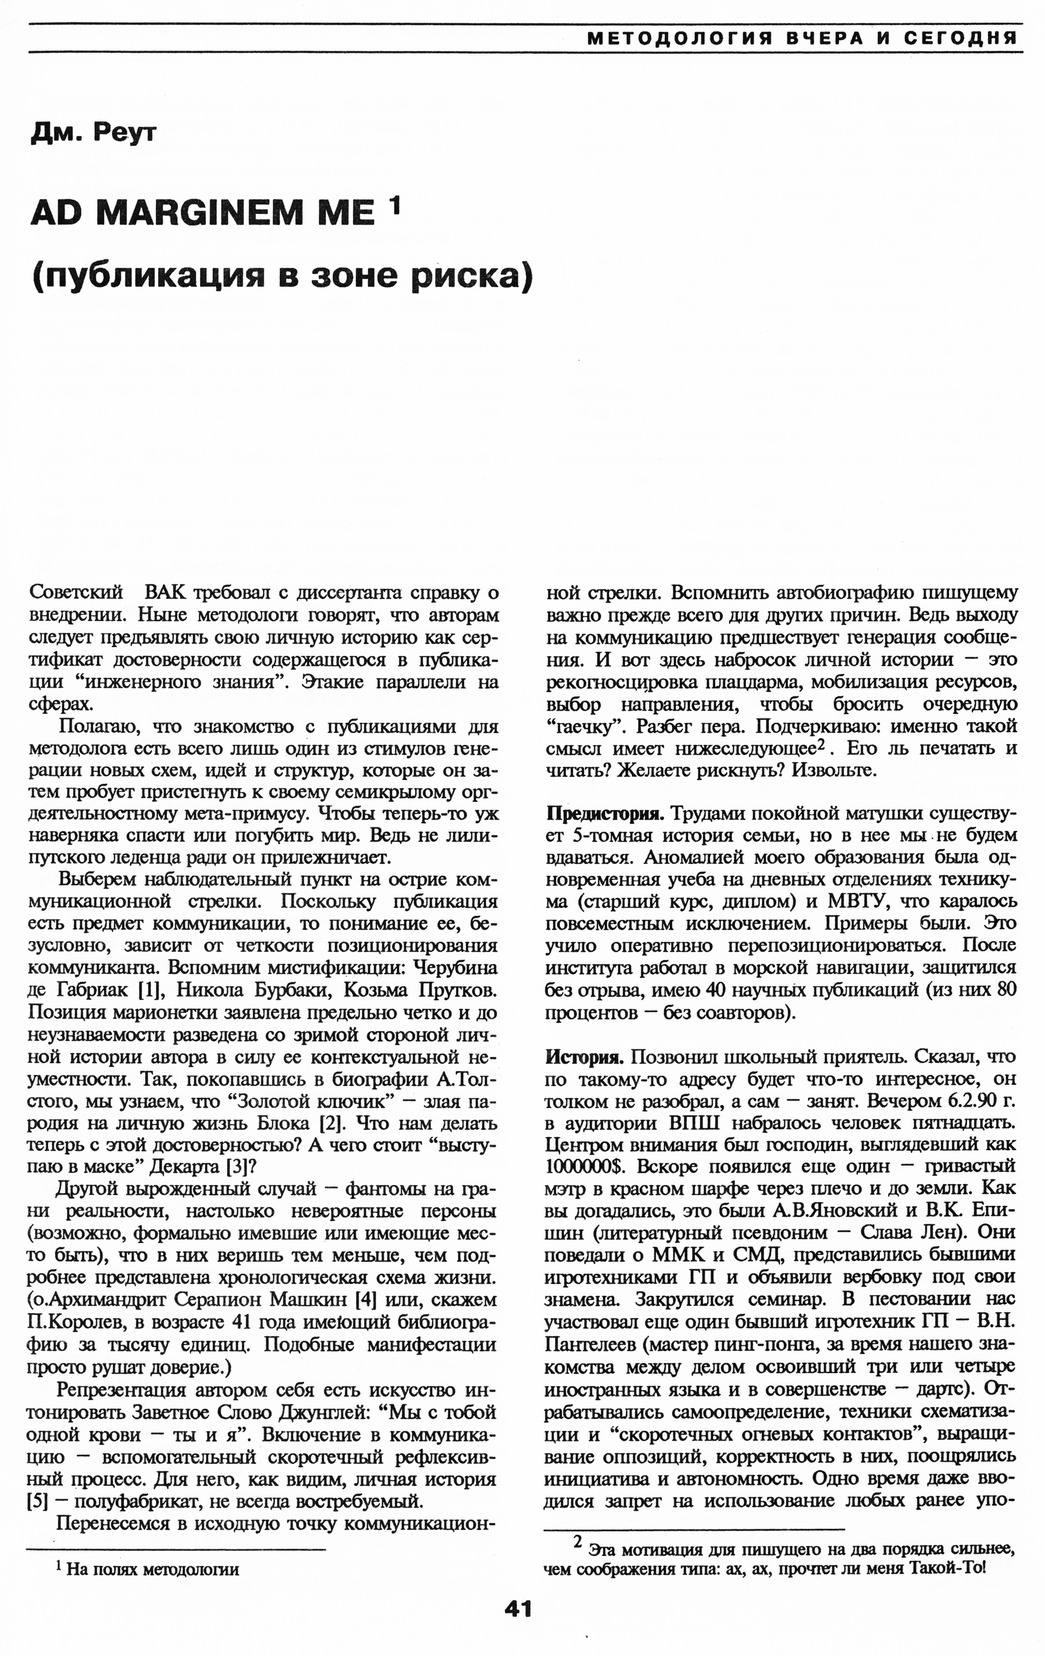 МЕТОДОЛОГИЯ ВЧЕРА И СЕГОДНЯ
Дм. Реут
AD MARGINEM ME 1
(публикация в зоне риска)
Советский ВАК требовал с диссертанта справку о
внедрении. Ныне методологи говорят, что авторам
следует предъявлять свою личную историю как сер-
тификат достоверности содержащегося в публика-
ции “инженерного знания”. Этакие параллели на
сферах.
Полагаю, что знакомство с публикациями для
методолога есть всего лишь один из стимулов гене-
рации новых схем, идей и структур, которые он за-
тем пробует пристегнуть к своему семикрылому орг-
деятельностному мета-примусу. Чтобы теперь-то уж
наверняка спасти или погубить мир. Ведь не лили-
путского леденца ради он прилежничает.
Выберем наблюдательный пункт на острие ком-
муникационной стрелки. Поскольку публикация
есть предмет коммуникации, то понимание ее, бе-
зусловно, зависит от четкости позиционирования
коммуниканта. Вспомним мистификации: Черубина
де Габриак [1], Никола Бурбаки, Козьма Прутков.
Позиция марионетки заявлена предельно четко и до
неузнаваемости разведена со зримой стороной лич-
ной истории автора в силу ее контекстуальной не-
уместности. Так, покопавшись в биографии А.Тол-
стого, мы узнаем, что “Золотой ключик” — злая па-
родия на личную жизнь Блока [2]. Что нам делать
теперь с этой достоверностью? А чего стоит “высту-
паю в маске” Декарта [3]?
Другой вырожденный случай — фантомы на гра-
ни реальности, настолько невероятные персоны
(возможно, формально имевшие или имеющие мес-
то быть), что в них веришь тем меньше, чем под-
робнее представлена хронологическая схема жизни.
(о.Архимандрит Серапион Машкин [4] или, скажем
П.Королев, в возрасте 41 года имеющий библиогра-
фию за тысячу единиц. Подобные манифестации
просто рушат доверие.)
Репрезентация автором себя есть искусство ин-
тонировать Заветное Слово Джунглей: “Мы с тобой
одной крови — ты и я”. Включение в коммуника-
цию — вспомогательный скоротечный рефлексив-
ный процесс. Для него, как видим, личная история
[5] — полуфабрикат, не всегда востребуемый.
Перенесемся в исходную точку коммуникацион-
1 На полях методологии
ной стрелки. Вспомнить автобиографию пишущему
важно прежде всего для других причин. Ведь выходу
на коммуникацию предшествует генерация сообще-
ния. И вот здесь набросок личной истории — это
рекогносцировка плацдарма, мобилизация ресурсов,
выбор направления, чтобы бросить очередную
“гаечку”. Разбег пера. Подчеркиваю: именно такой
смысл имеет нижеследующее2. Его ль печатать и
читать? Желаете рискнуть? Извольте.
Предистория. Трудами покойной матушки существу-
ет 5-томная история семьи, но в нее мы не будем
вдаваться. Аномалией моего образования была од-
новременная учеба на дневных отделениях технику-
ма (старший курс, диплом) и МВТУ, что каралось
повсеместным исключением. Примеры были. Это
учило оперативно перепозиционироваться. После
института работал в морской навигации, защитился
без отрыва, имею 40 научных публикаций (из них 80
процентов — без соавторов).
История. Позвонил школьный приятель. Сказал, что
по такому-то адресу будет что-то интересное, он
толком не разобрал, а сам — занят. Вечером 6.2.90 г.
в аудитории ВПШ набралось человек пятнадцать.
Центром внимания был господин, выглядевший как
1000000$. Вскоре появился еще один — гривастый
мэтр в красном шарфе через плечо и до земли. Как
вы догадались, это были А.В.Яновский и В.К. Епи-
шин (литературный псевдоним — Слава Лен). Они
поведали о ММК и СМД, представились бывшими
игротехниками ГП и объявили вербовку под свои
знамена. Закрутился семинар. В пестовании нас
участвовал еще один бывший игротехник ГП — В.Н.
Пантелеев (мастер пинг-понга, за время нашего зна-
комства между делом освоивший три или четыре
иностранных языка и в совершенстве — дартс). От-
рабатывались самоопределение, техники схематиза-
ции и “скоротечных огневых контактов”, выращи-
вание оппозиций, корректность в них, поощрялись
инициатива и автономность. Одно время даже вво-
дился запрет на использование любых ранее упо-
2 Эта мотивация для пишущего на два порядка сильнее,
чем соображения типа: ах, ах, прочтет ли меня Такой-То!
41